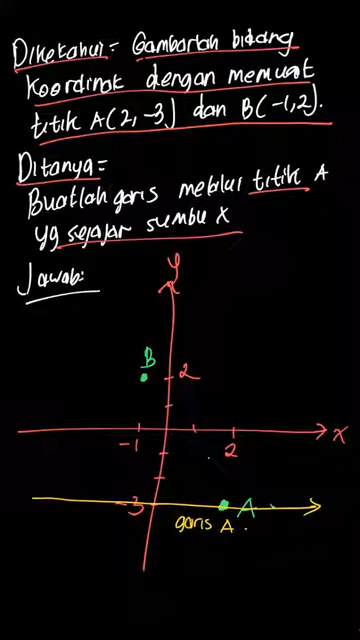 Diketahui = Gambarlah bidang
koordinat dengan memuat
titik A(2, -3) dan B(-1,2).
Ditanya =
Buatlah garis melalui titik A
yg sejajar sumbu X
Jawab:
y
B
2
x
-1
2
-3
A
garis A.